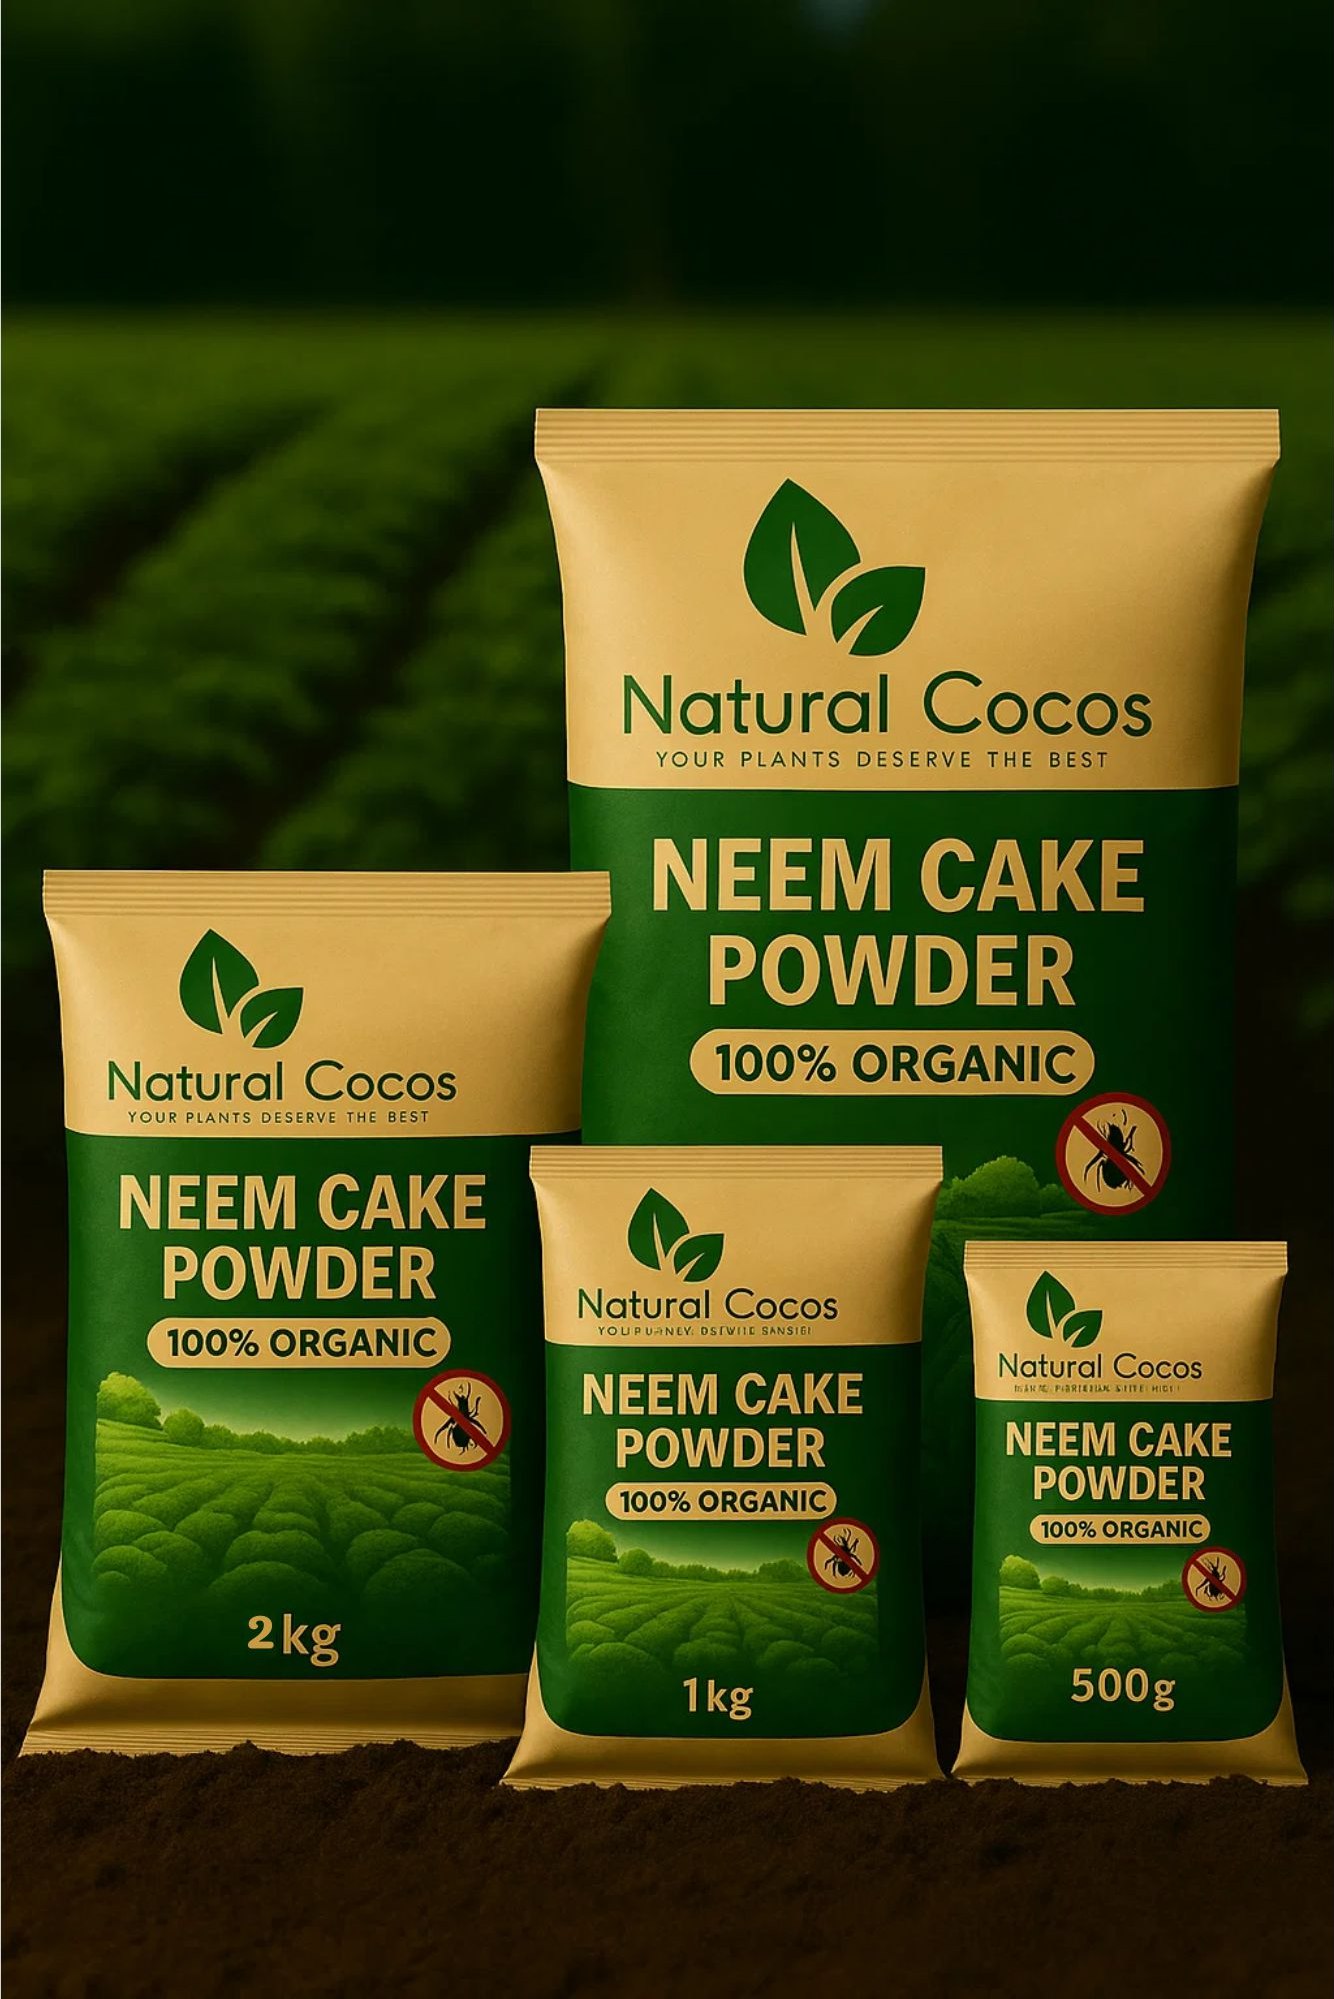 Natural Cocos
YOUR PLANTS DESERVE THE BEST
NEEM CAKE
POWDER
100% ORGANIC
Natural Cocos
YOUR PLANTS DESERVE THE BEST
NEEM CAKE
POWDER
100% ORGANIC
2kg
Natural Cocos
NEEM CAKE
POWDER
100% ORGANIC
1kg
Natural Cocos
NEEM CAKE
POWDER
100% ORGANIC
500g